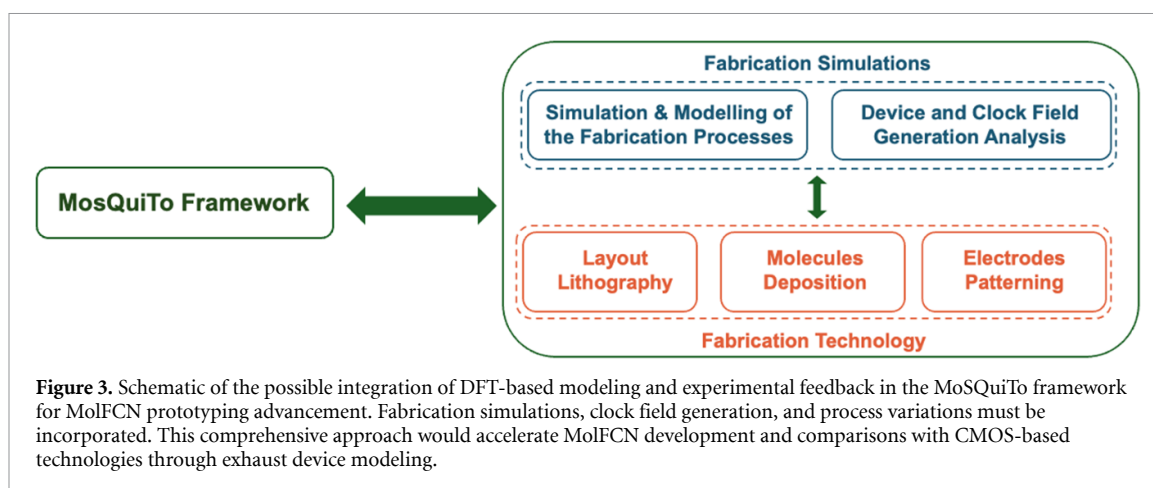 Fabrication Simulations
Simulation & Modelling of
the Fabrication Processes
Device and Clock Field
Generation Analysis
MosQuiTo Framework
Layout
Lithography
Molecules
Deposition
Electrodes
Patterning
Fabrication Technology
Figure 3. Schematic of the possible integration of DFT-based modeling and experimental feedback in the MoSQuiTo framework
for MolFCN prototyping advancement. Fabrication simulations, clock field generation, and process variations must be
incorporated. This comprehensive approach would accelerate MolFCN development and comparisons with CMOS-based
technologies through exhaust device modeling.